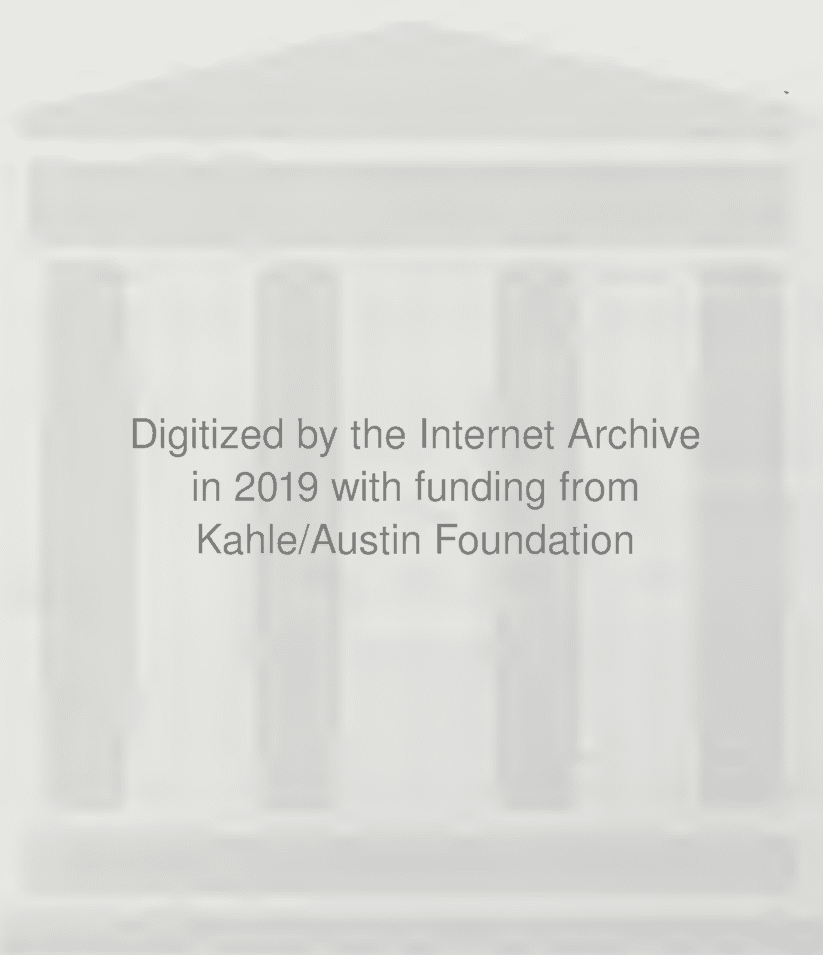 Digitized by the Internet Archive
in 2019 with funding from
Kahle/Austin Foundation